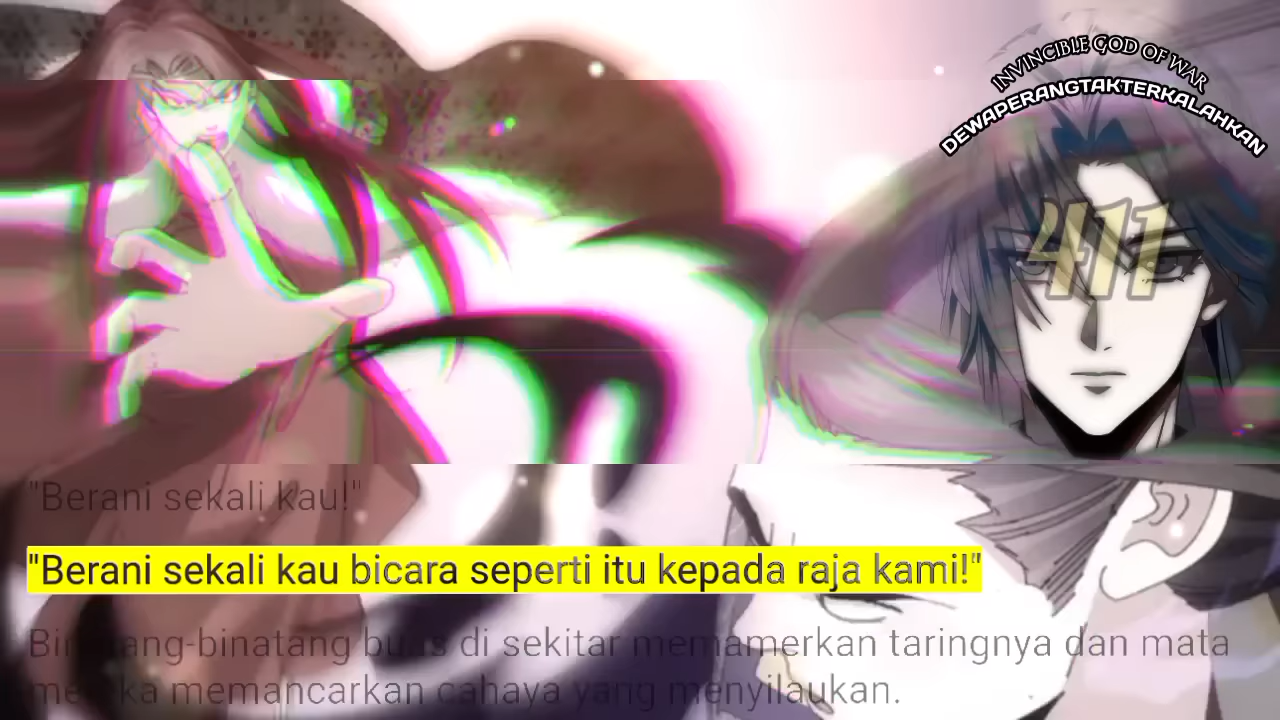 INVINCIBLE GOD OF WAR
DEWAPERANGTAKTERKALAHKAN
411
"Berani sekali kau!"
"Berani sekali kau bicara seperti itu kepada raja kami!"
Binatang-binatang buas di sekitar memamerkan taringnya dan mata
mereka memancarkan cahaya yang menyilaukan.